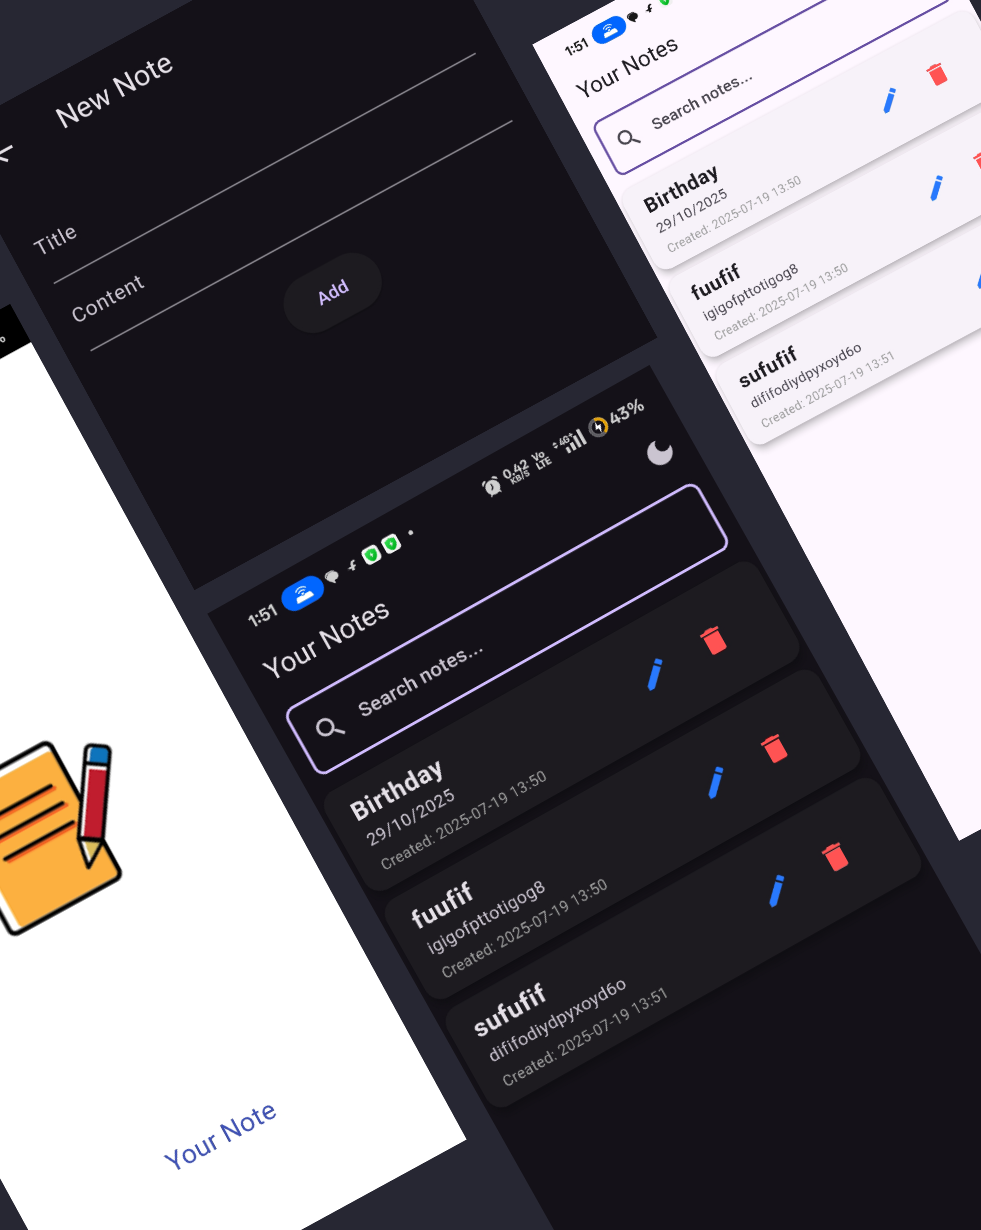 New Note
Title
Content
Add
1:51
Your Notes
Search notes...
Birthday
29/10/2025
Created: 2025-07-19 13:50
fuufif
igigofpttotigog8
Created: 2025-07-19 13:50
sufufif
dififodiydpyxoyd6o
Created: 2025-07-19 13:51
%
1:51
0.42 KB/S Vo LTE 4G+ 43%
Your Notes
Search notes...
Birthday
29/10/2025
Created: 2025-07-19 13:50
fuufif
igigofpttotigog8
Created: 2025-07-19 13:50
sufufif
dififodiydpyxoyd6o
Created: 2025-07-19 13:51
Your Note